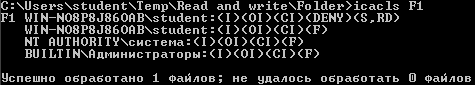 C:\Users\student\Temp\Read and write\Folder>icacls F1
F1 WIN-NO8P8J86OAB\student:(I)(OI)(CI)(DENY)(S,RD)
WIN-NO8P8J86OAB\student:(I)(OI)(CI)(F)
NT AUTHORITY\система:(I)(OI)(CI)(F)
BUILTIN\Администраторы:(I)(OI)(CI)(F)
Успешно обработано 1 файлов; не удалось обработать 0 файлов